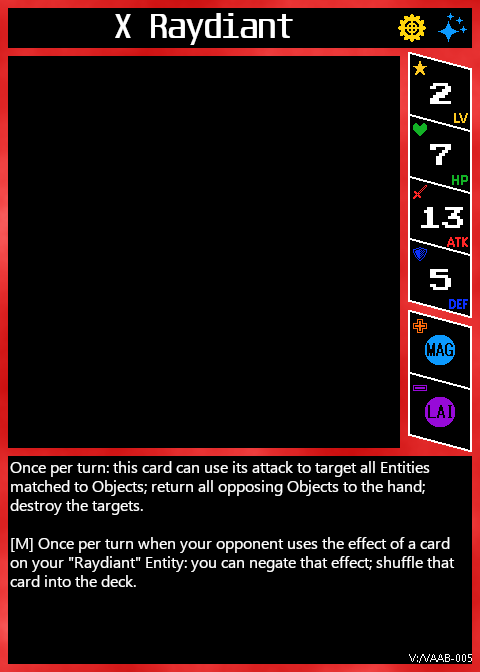 X Raydiant
2
LV
7
HP
13
ATK
5
DEF
MAG
LAI
Once per turn: this card can use its attack to target all Entities
matched to Objects; return all opposing Objects to the hand;
destroy the targets.
[M] Once per turn when your opponent uses the effect of a card
on your "Raydiant" Entity: you can negate that effect; shuffle that
card into the deck.
V:/VAAB-005